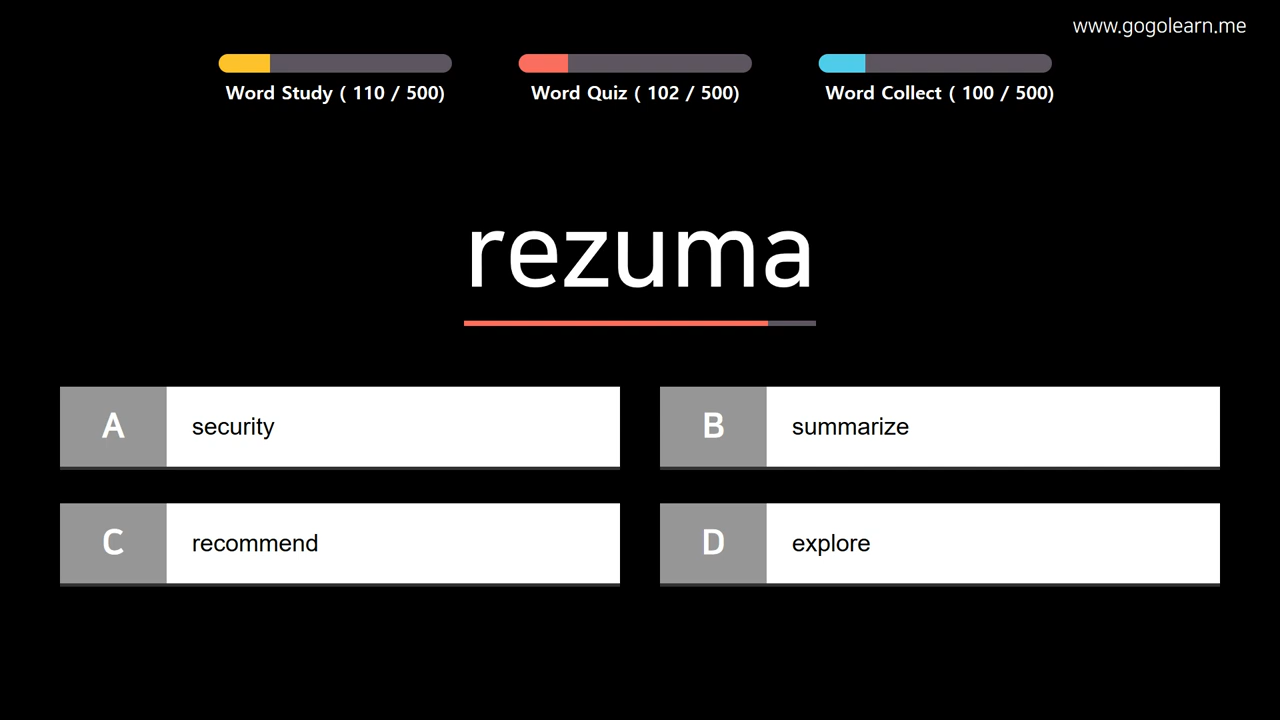 www.gogolearn.me
Word Study ( 110 / 500)
Word Quiz ( 102 / 500)
Word Collect ( 100 / 500)
rezuma
A
security
B
summarize
C
recommend
D
explore